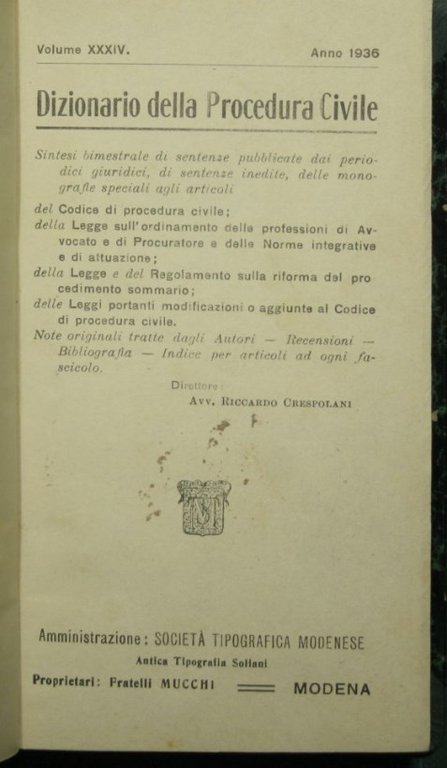 Volume XXXIV. Anno 1936
Dizionario della Procedura Civile
Sintesi bimestrale di sentenze pubblicate dai perio-
dici giuridici, di sentenze inedite, delle mono-
grafie speciali agli articoli
del Codice di procedura civile;
della Legge sull'ordinamento delle professioni di Av-
vocato e di Procuratore e delle Norme integrative
e di attuazione;
della Legge e del Regolamento sulla riforma del pro
cedimento sommario;
delle Leggi portanti modificazioni o aggiunte al Codice
di procedura civile.
Note originali tratte dagli Autori — Recensioni —
Bibliografia — Indice per articoli ad ogni fa-
scicolo.
Direttore:
Avv. Riccardo Crespolani
Amministrazione: SOCIETÀ TIPOGRAFICA MODENESE
Antica Tipografia Soliani
Proprietari: Fratelli MUCCHI MODENA